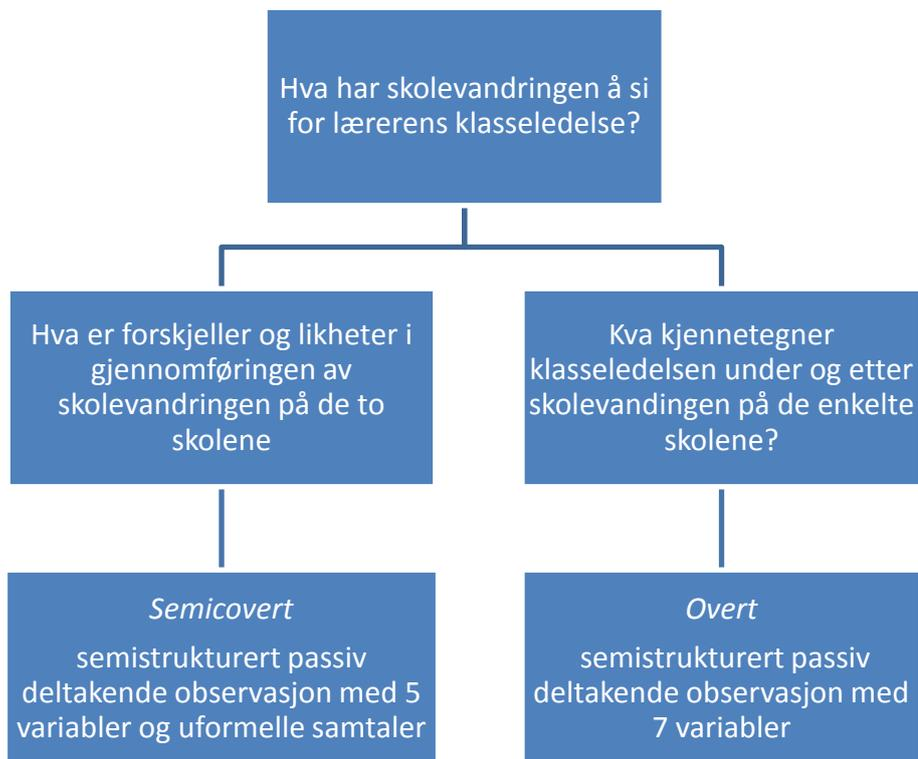 Hva har skolevandringen å si
for lærerens klasseledelse?
Hva er forskjeller og likheter i
gjennomføringen av
skolevandringen på de to
skolene
Kva kjennetegner
klasseledelsen under og etter
skolevandingen på de enkelte
skolene?
Semicovert
semistrukturert passiv
deltakende observasjon med 5
variabler og uformelle samtaler
Overt
semistrukturert passiv
deltakende observasjon med
7 variabler